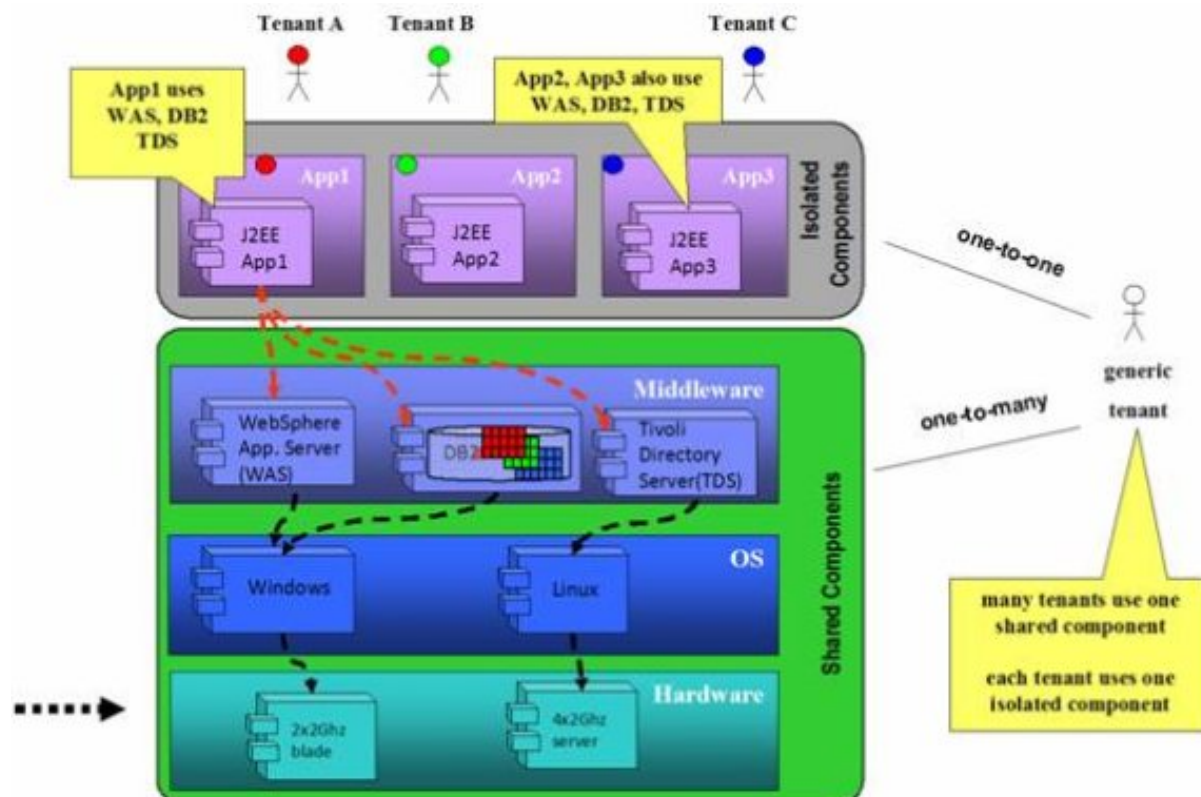 Tenant A
Tenant B
Tenant C
App1 uses
WAS, DB2
TDS
App2, App3 also use
WAS, DB2, TDS
App1
App2
App3
J2EE
App1
J2EE
App2
J2EE
App3
Isolated
Components
one-to-one
generic
tenant
one-to-many
Middleware
WebSphere
App. Server
(WAS)
DB2
Tivoli
Directory
Server(TDS)
OS
Windows
Linux
Shared Components
many tenants use one
shared component
each tenant uses one
isolated component
Hardware
2x2Ghz
blade
4x2Ghz
server